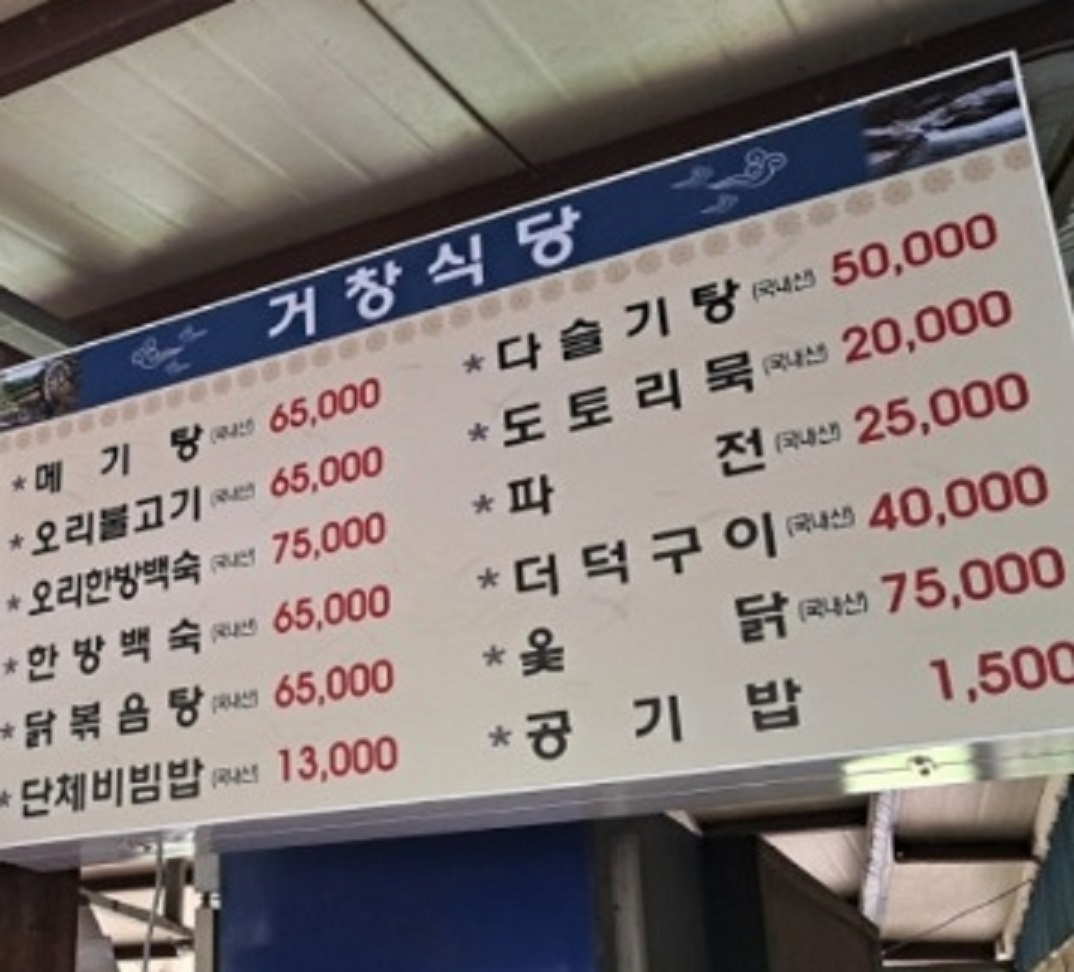 거창식당
*메기탕(국내산) 65,000
*오리불고기(국내산) 65,000
*오리한방백숙(국내산) 75,000
*한방백숙(국내산) 65,000
*닭볶음탕(국내산) 65,000
*단체비빔밥(국내산) 13,000
*다슬기탕(국내산) 50,000
*도토리묵(국내산) 20,000
*파전(국내산) 25,000
*더덕구이(국내산) 40,000
*옻닭(국내산) 75,000
*공기밥 1,500